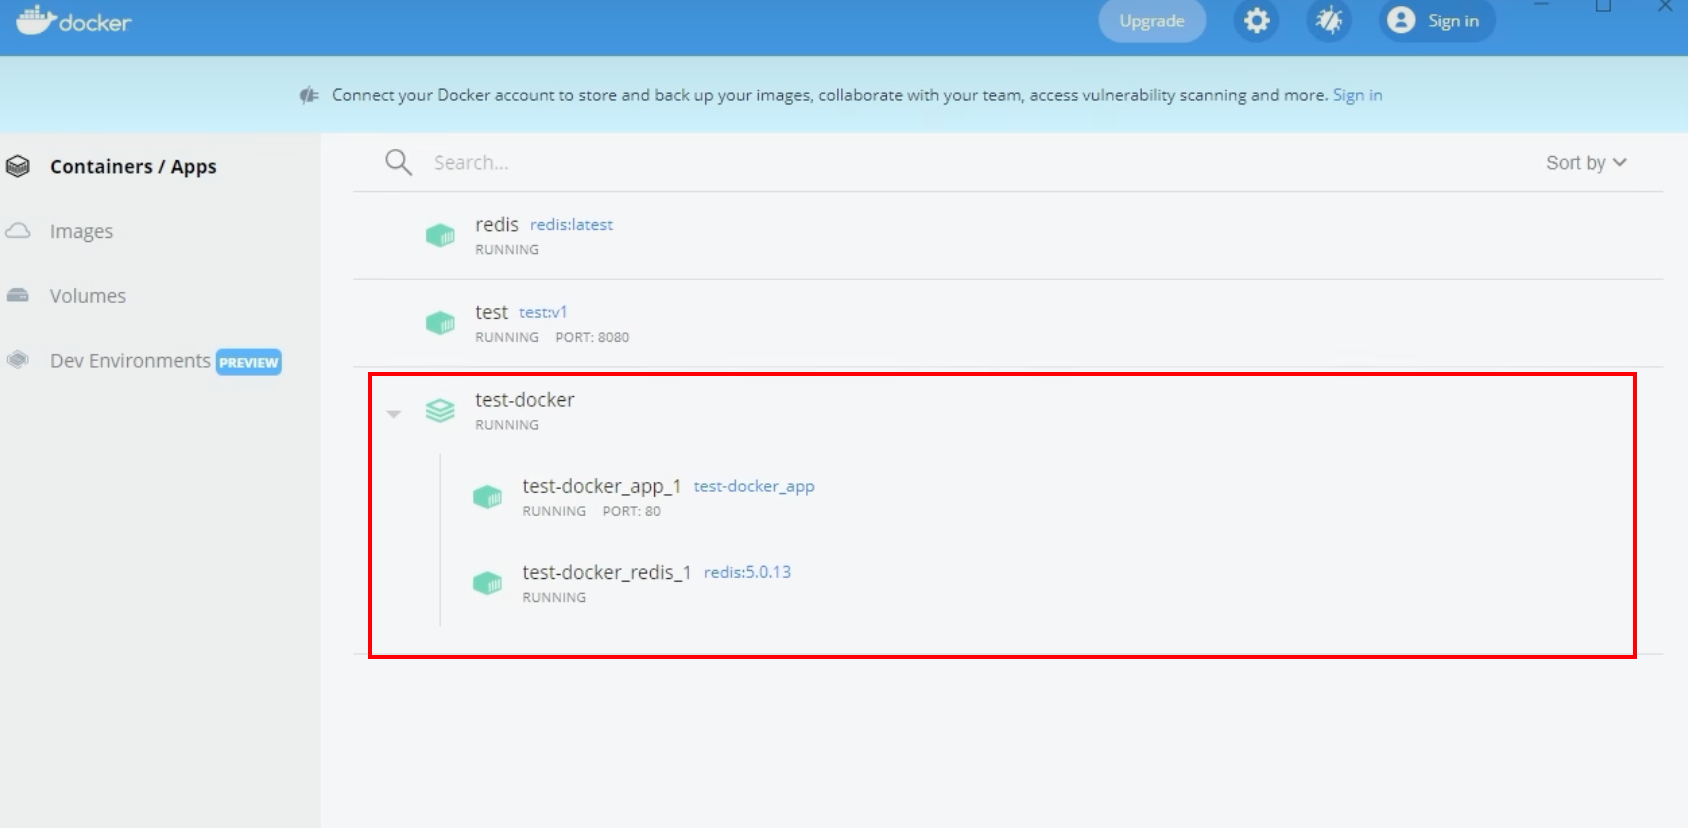 docker
Upgrade
Sign in
Connect your Docker account to store and back up your images, collaborate with your team, access vulnerability scanning and more. Sign in
Containers / Apps
Images
Volumes
Dev Environments PREVIEW
Search...
Sort by
redis redis:latest
RUNNING
test test:v1
RUNNING PORT: 8080
test-docker
RUNNING
test-docker_app_1 test-docker_app
RUNNING PORT: 80
test-docker_redis_1 redis:5.0.13
RUNNING